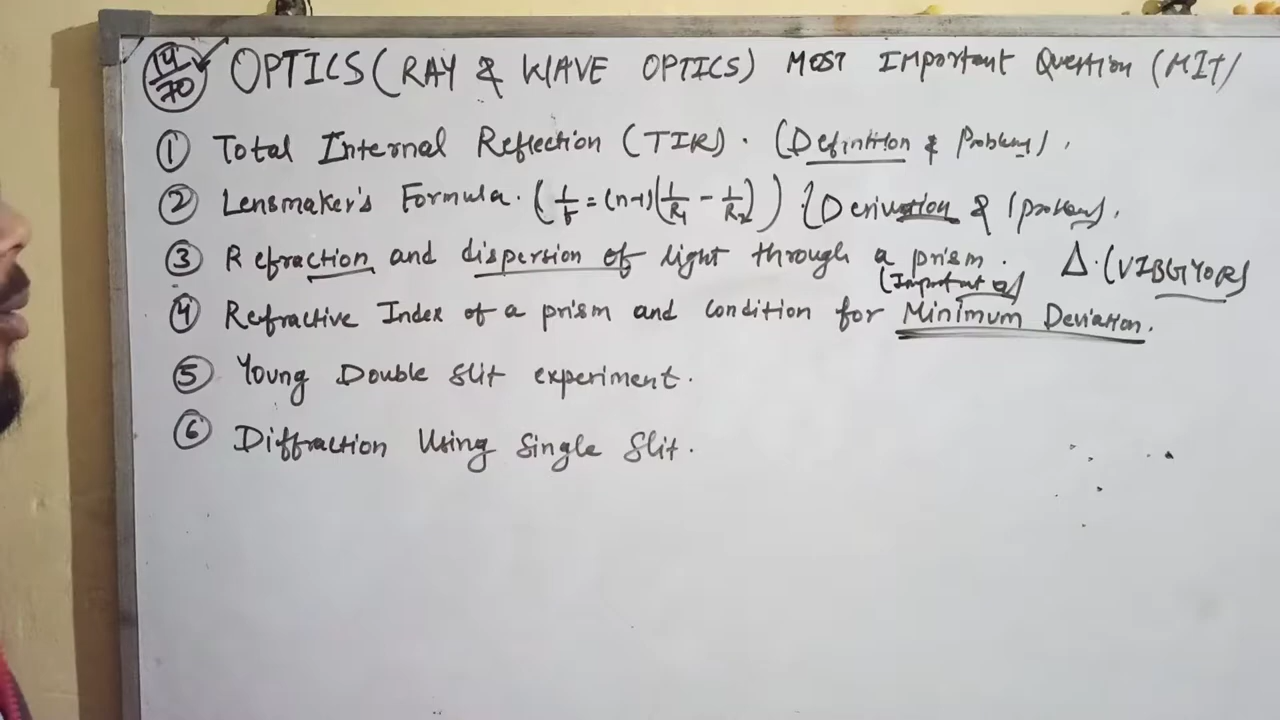 14/70 OPTICS (RAY & WAVE OPTICS) MOST Important Question (MIT)
① Total Internal Reflection (TIR). (Definition & Problems).
② Lensmaker's Formula. (1/f = (n-1)(1/R1 - 1/R2)) (Derivation & (problem).
③ Refraction and dispersion of light through a prism. Δ. (VIBGYOR)
(Important Q)
④ Refractive Index of a prism and condition for Minimum Deviation.
⑤ Young Double Slit experiment.
⑥ Diffraction Using Single Slit.